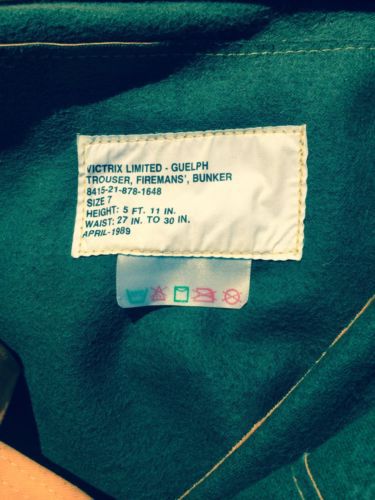 VICTRIX LIMITED - GUELPH
TROUSER, FIREMANS', BUNKER
8415-21-878-1648
SIZE 7
HEIGHT: 5 FT. 11 IN.
WAIST: 27 IN. TO 30 IN.
APRIL-1989